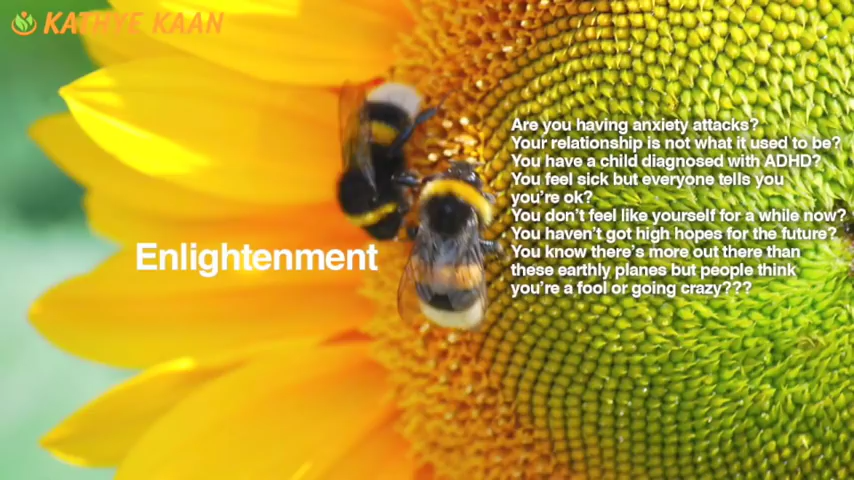 KATHYE KAAN
Enlightenment
Are you having anxiety attacks?
Your relationship is not what it used to be?
You have a child diagnosed with ADHD?
You feel sick but everyone tells you
you're ok?
You don't feel like yourself for a while now?
You haven't got high hopes for the future?
You know there's more out there than
these earthly planes but people think
you're a fool or going crazy???